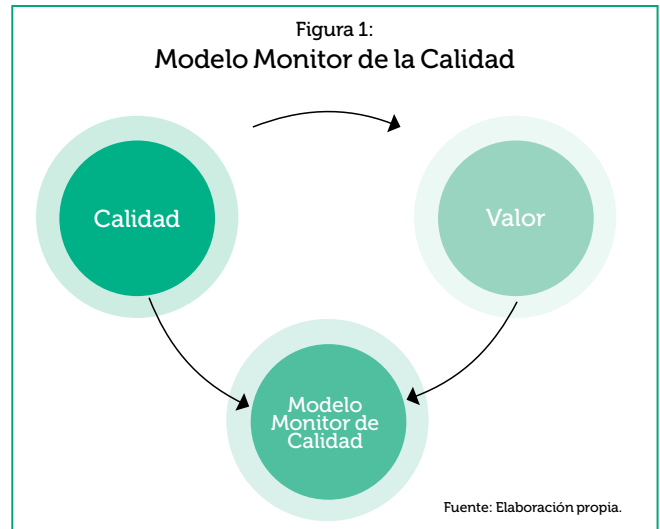 Figura 1:
Modelo Monitor de la Calidad
Calidad
Valor
Modelo
Monitor de
Calidad
Fuente: Elaboración propia.